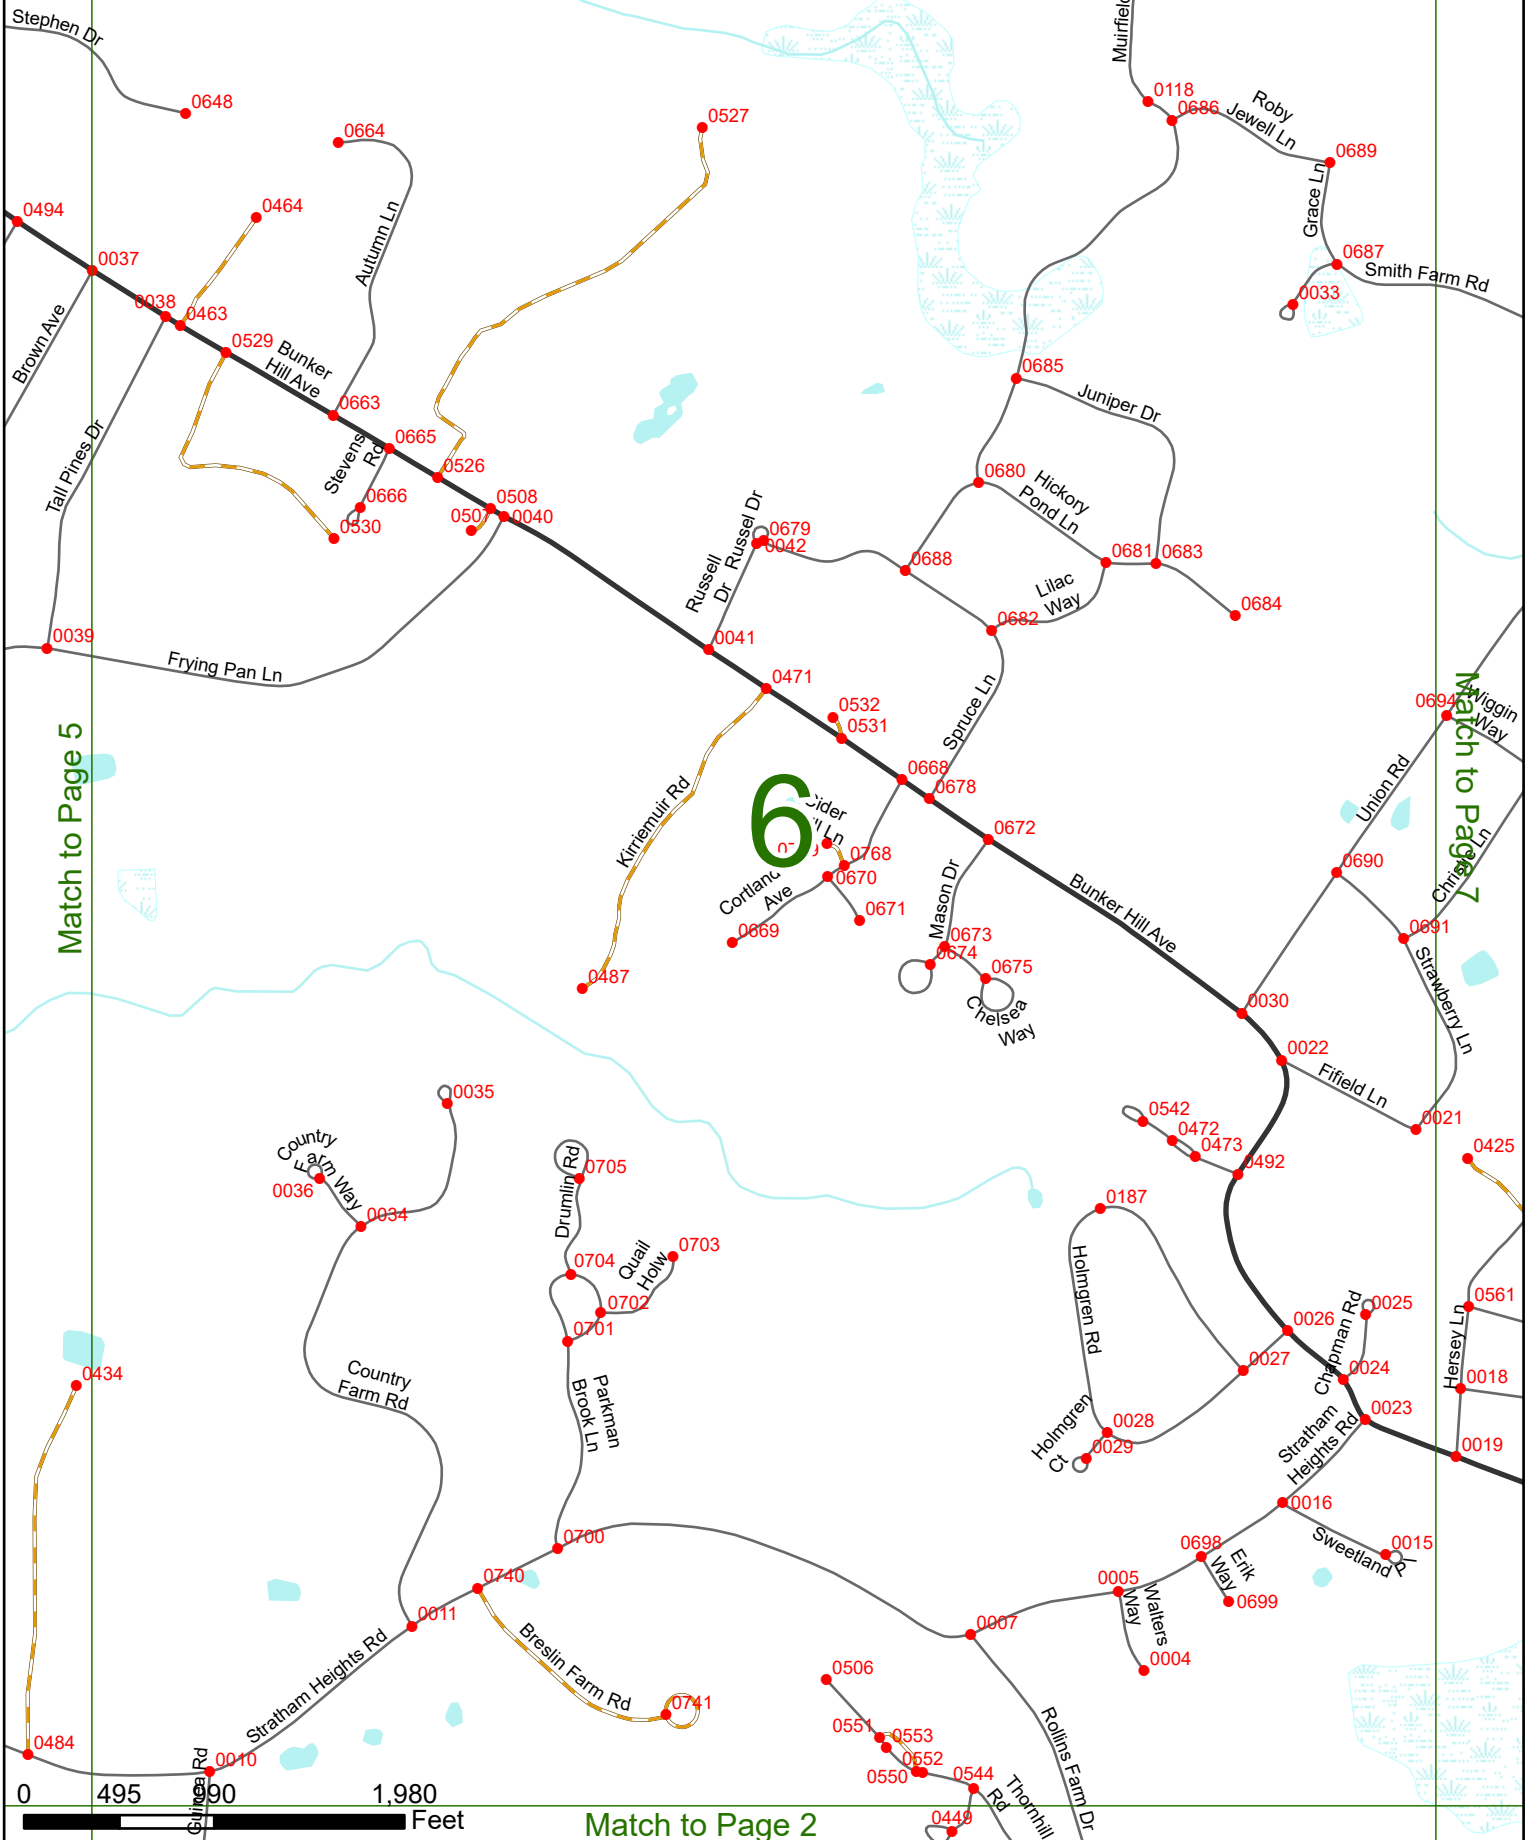 Stephen Dr
Muirfield
0648
0664
0527
0118
0686
Roby
Jewell Ln
0689
0494
0464
Autumn Ln
Grace Ln
0037
0687
Smith Farm Rd
0038
0463
0033
Brown Ave
0529
Bunker
Hill Ave
0685
Juniper Dr
0663
Tall Pines Dr
Stevens
Rd
0665
0526
0680
Hickory
Pond Ln
0666
0530
0507
0508
0040
Russel Dr
0679
0042
Russell
Dr
0688
0681
0683
Lilac
Way
0684
0682
0039
Frying Pan Ln
0041
0471
0532
0531
Spruce Ln
0694
Wiggin
Way
Match to Page 5
Match to Page 7
Kirriemuir Rd
0668
0678
Union Rd
6
Cider
Ln
0768
0670
0672
Cortland
Ave
0671
0669
Mason Dr
Bunker Hill Ave
0690
Christie Ln
0691
0673
0674
0675
Chelsea
Way
0487
Strawberry Ln
0030
0022
Fifield Ln
0021
0035
Country
Farm Way
0036
0034
0542
0472
0473
0492
0425
Drumlin Rd
0705
0187
0704
Quail
Holw
0703
0702
0701
Holmgren Rd
0026
0025
0561
Chapman Rd
Hersey Ln
0027
0024
0018
0434
Country
Farm Rd
Parkman
Brook Ln
0028
0029
Holmgren
Ct
Stratham
Heights Rd
0023
0019
0016
Sweetland Pl
0015
0700
0740
0698
Erik
Way
0699
0005
Walters
Way
0011
0007
0004
Breslin Farm Rd
Stratham Heights Rd
0506
0741
0551
0553
Rollins Farm Dr
0484
0010
0552
0550
0544
Thornhill
Rd
Guinea Rd
0449
0 495 990 1,980
Feet
Match to Page 2